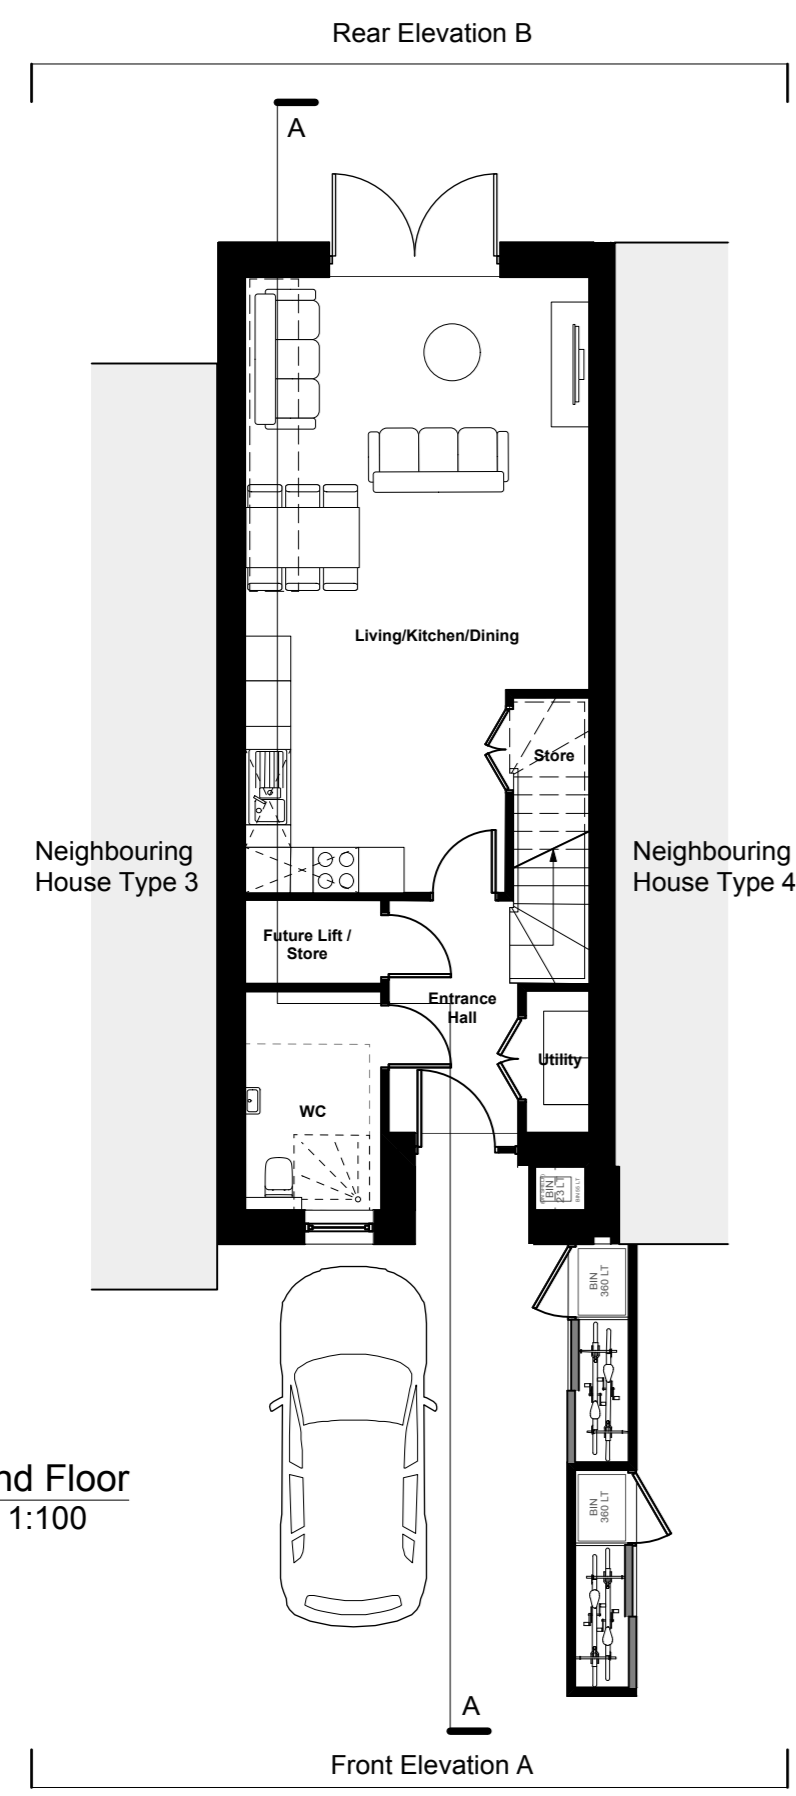 Rear Elevation B
A
Living/Kitchen/Dining
Store
Neighbouring
House Type 3
Neighbouring
House Type 4
Future Lift /
Store
Entrance
Hall
Utility
WC
BIN
23 LT
BIN
360 LT
nd Floor
1:100
BIN
360 LT
A
Front Elevation A